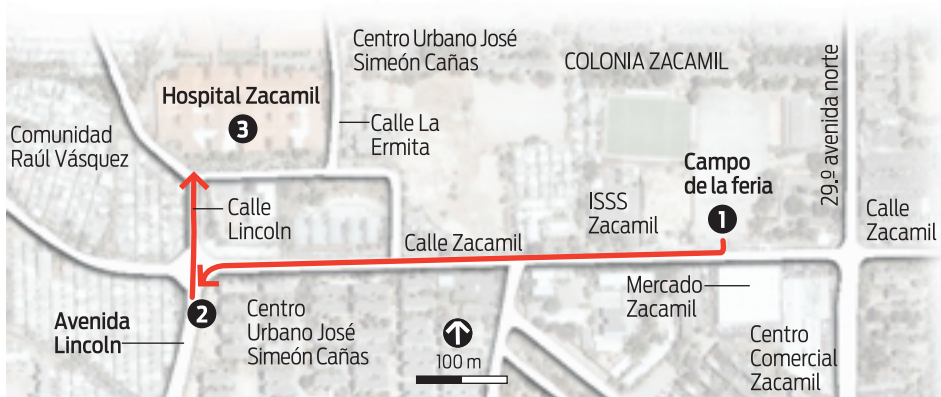 Centro Urbano José
Simeón Cañas
COLONIA ZACAMIL
29.º avenida norte
Hospital Zacamil
3
Comunidad
Raúl Vásquez
Calle La
Ermita
Campo
de la feria
1
ISSS
Zacamil
Calle
Lincoln
Calle
Zacamil
Calle Zacamil
Mercado
Zacamil
2
Centro
Urbano José
Simeón Cañas
Avenida
Lincoln
100 m
Centro
Comercial
Zacamil